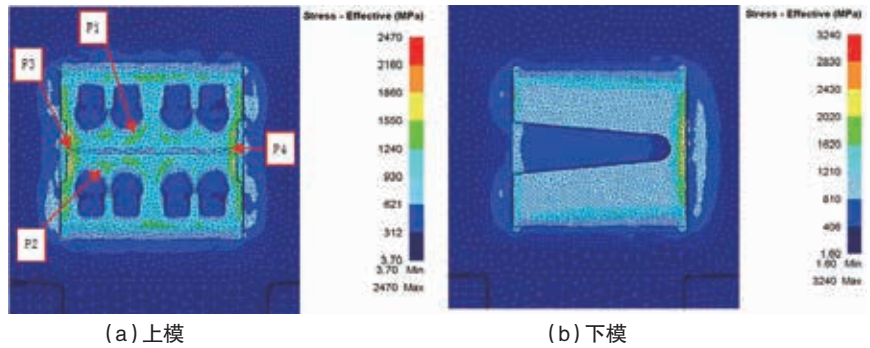 Stress - Effective (MPa)
2470
2160
1860
1550
1240
930
621
312
3.70
3.70 Min
2470 Max
P1
P3
P4
P2
(a)上模
Stress - Effective (MPa)
3240
2830
2430
2020
1620
1210
810
406
1.60
1.60 Min
3240 Max
(b)下模